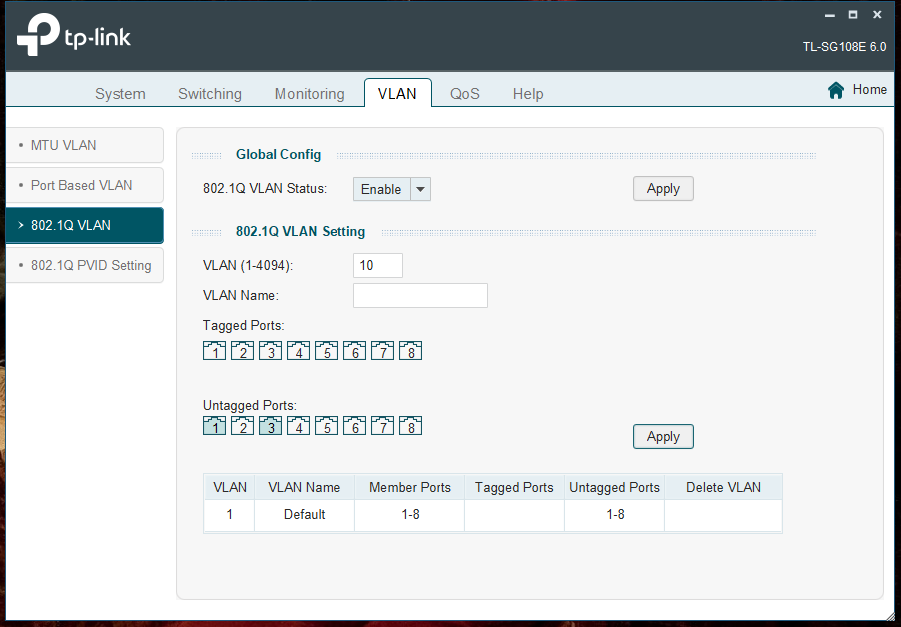 tp-link
TL-SG108E 6.0
System Switching Monitoring VLAN QoS Help Home
MTU VLAN
Port Based VLAN
802.1Q VLAN
802.1Q PVID Setting
Global Config
802.1Q VLAN Status: Enable Apply
802.1Q VLAN Setting
VLAN (1-4094): 10
VLAN Name:
Tagged Ports:
1 2 3 4 5 6 7 8
Untagged Ports:
1 2 3 4 5 6 7 8
Apply
VLAN VLAN Name Member Ports Tagged Ports Untagged Ports Delete VLAN
1 Default 1-8 1-8